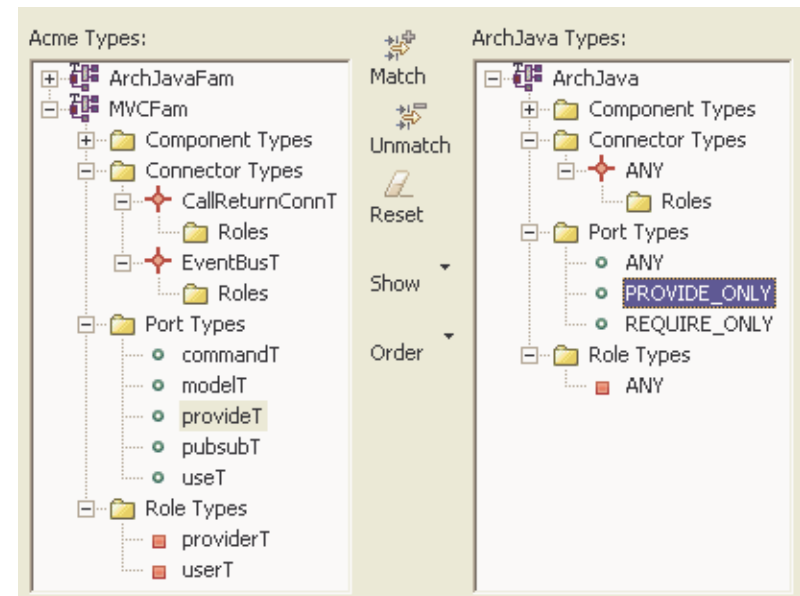 Acme Types:
ArchJavaFam
MVCFam
Component Types
Connector Types
CallReturnConnT
Roles
EventBusT
Roles
Port Types
commandT
modelT
provideT
pubsubT
useT
Role Types
providerT
userT
Match
Unmatch
Reset
Show
Order
ArchJava Types:
ArchJava
Component Types
Connector Types
ANY
Roles
Port Types
ANY
PROVIDE_ONLY
REQUIRE_ONLY
Role Types
ANY